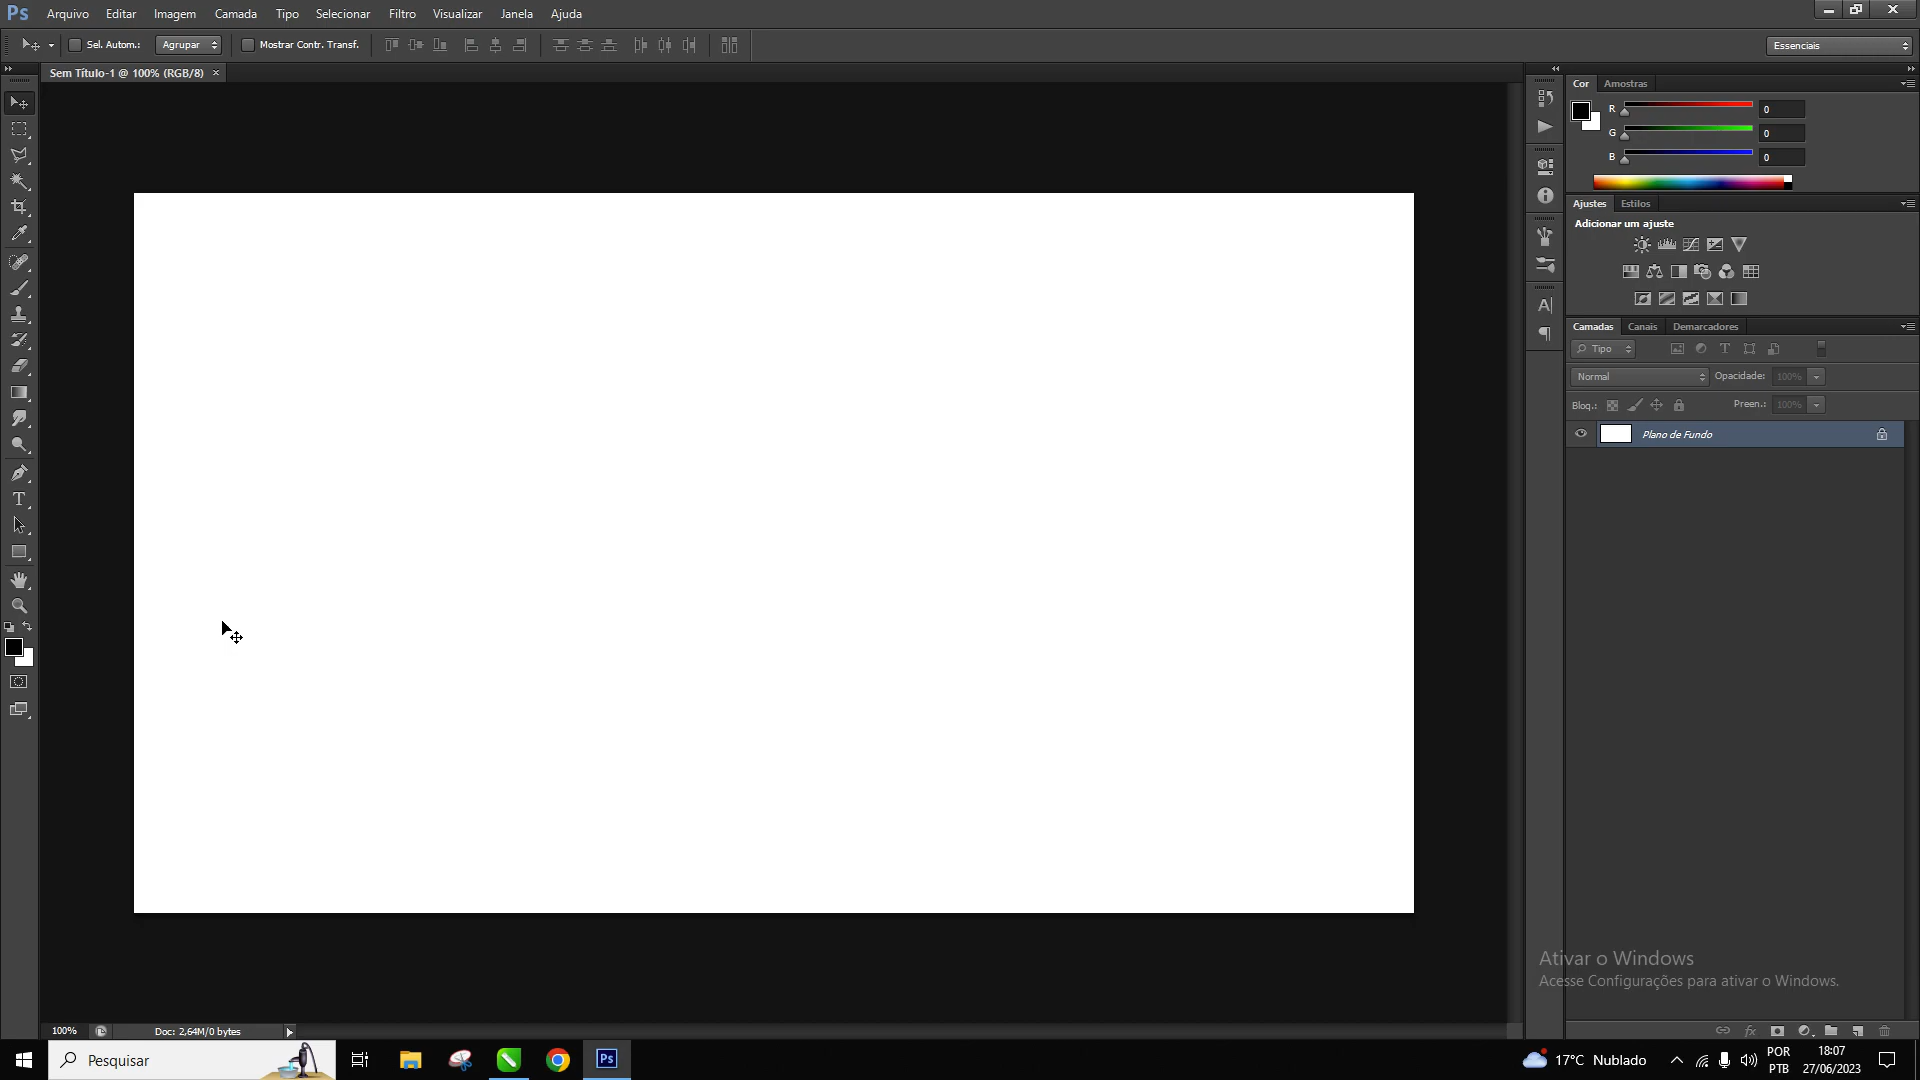 Ps Arquivo Editar Imagem Camada Tipo Selecionar Filtro Visualizar Janela Ajuda
Sel. Autom.: Agrupar Mostrar Contr. Transf. Essenciais
Sem Título-1 @ 100% (RGB/8) ×
Cor Amostras
R 0
G 0
B 0
Ajustes Estilos
Adicionar um ajuste
Camadas Canais Demarcadores
Tipo
Normal Opacidade: 100%
Bloq.: Preen.: 100%
Plano de Fundo
Ativar o Windows
Acesse Configurações para ativar o Windows.
100% Doc: 2,64M/0 bytes
Pesquisar Ps 17°C Nublado POR PTB 18:07 27/06/2023